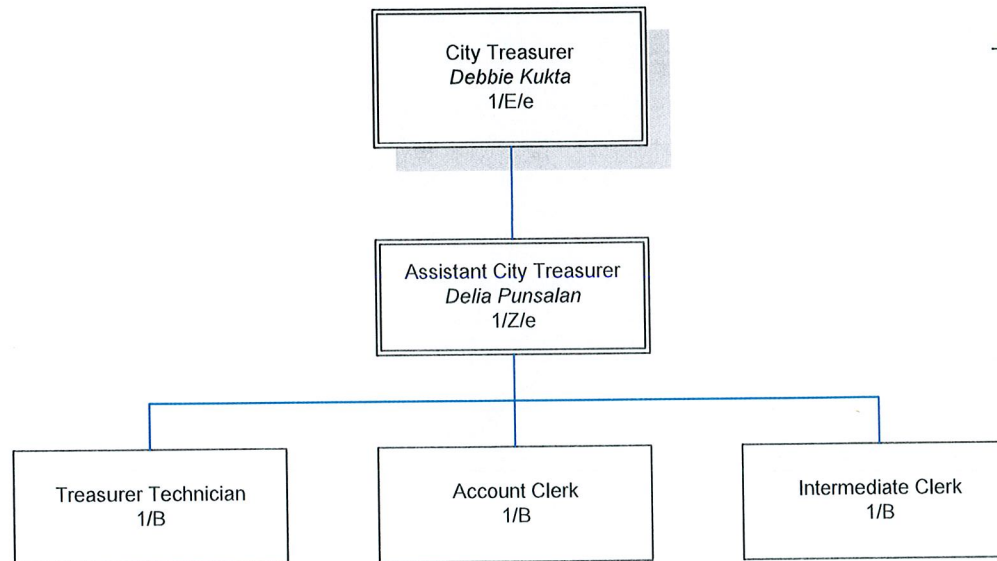 City Treasurer
Debbie Kukta
1/E/e
Assistant City Treasurer
Delia Punsalan
1/Z/e
Treasurer Technician
1/B
Account Clerk
1/B
Intermediate Clerk
1/B